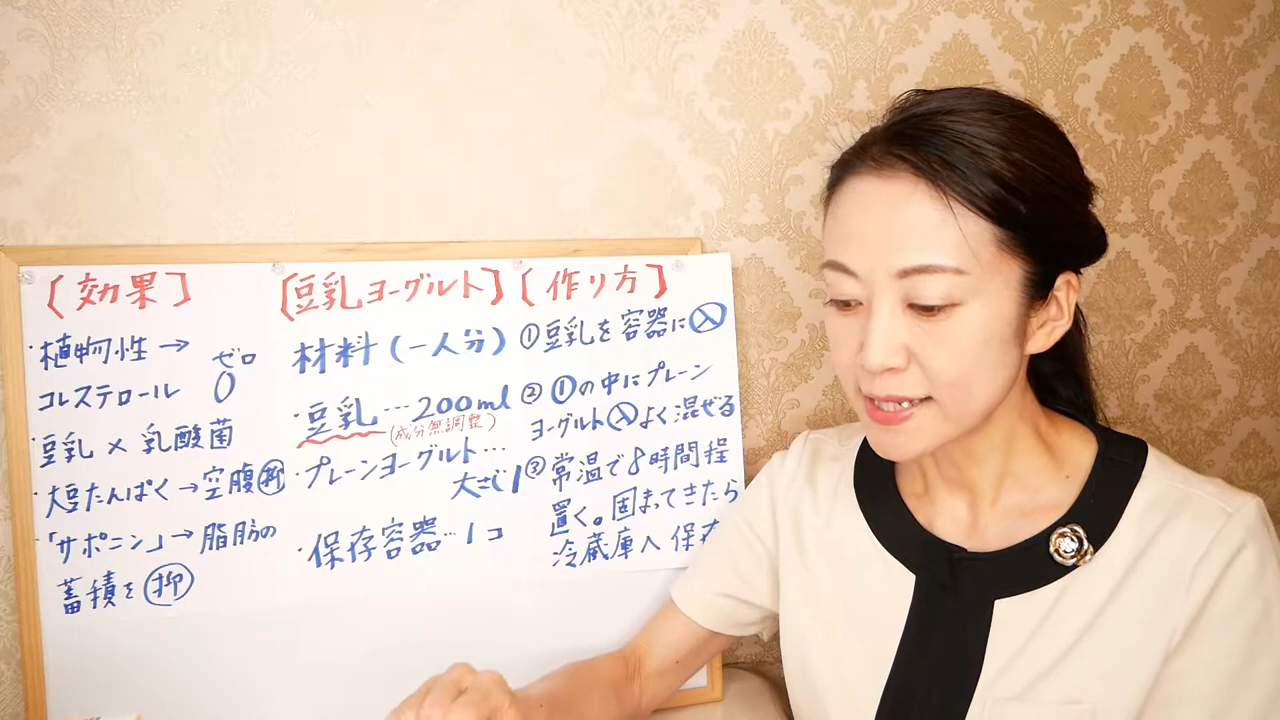 【効果】
・植物性→
コレステロール ゼロ
0
・豆乳×乳酸菌
・大豆たんぱく→空腹抑
・「サポニン」→脂肪の
蓄積を抑
【豆乳ヨーグルト】
材料(一人分)
・豆乳…200ml
(成分無調整)
・プレーンヨーグルト…
大さじ1
・保存容器…1コ
【作り方】
①豆乳を容器に入
②①の中にプレーン
ヨーグルト入よく混ぜる
③常温で8時間程
置く。固まってきたら
冷蔵庫へ保存